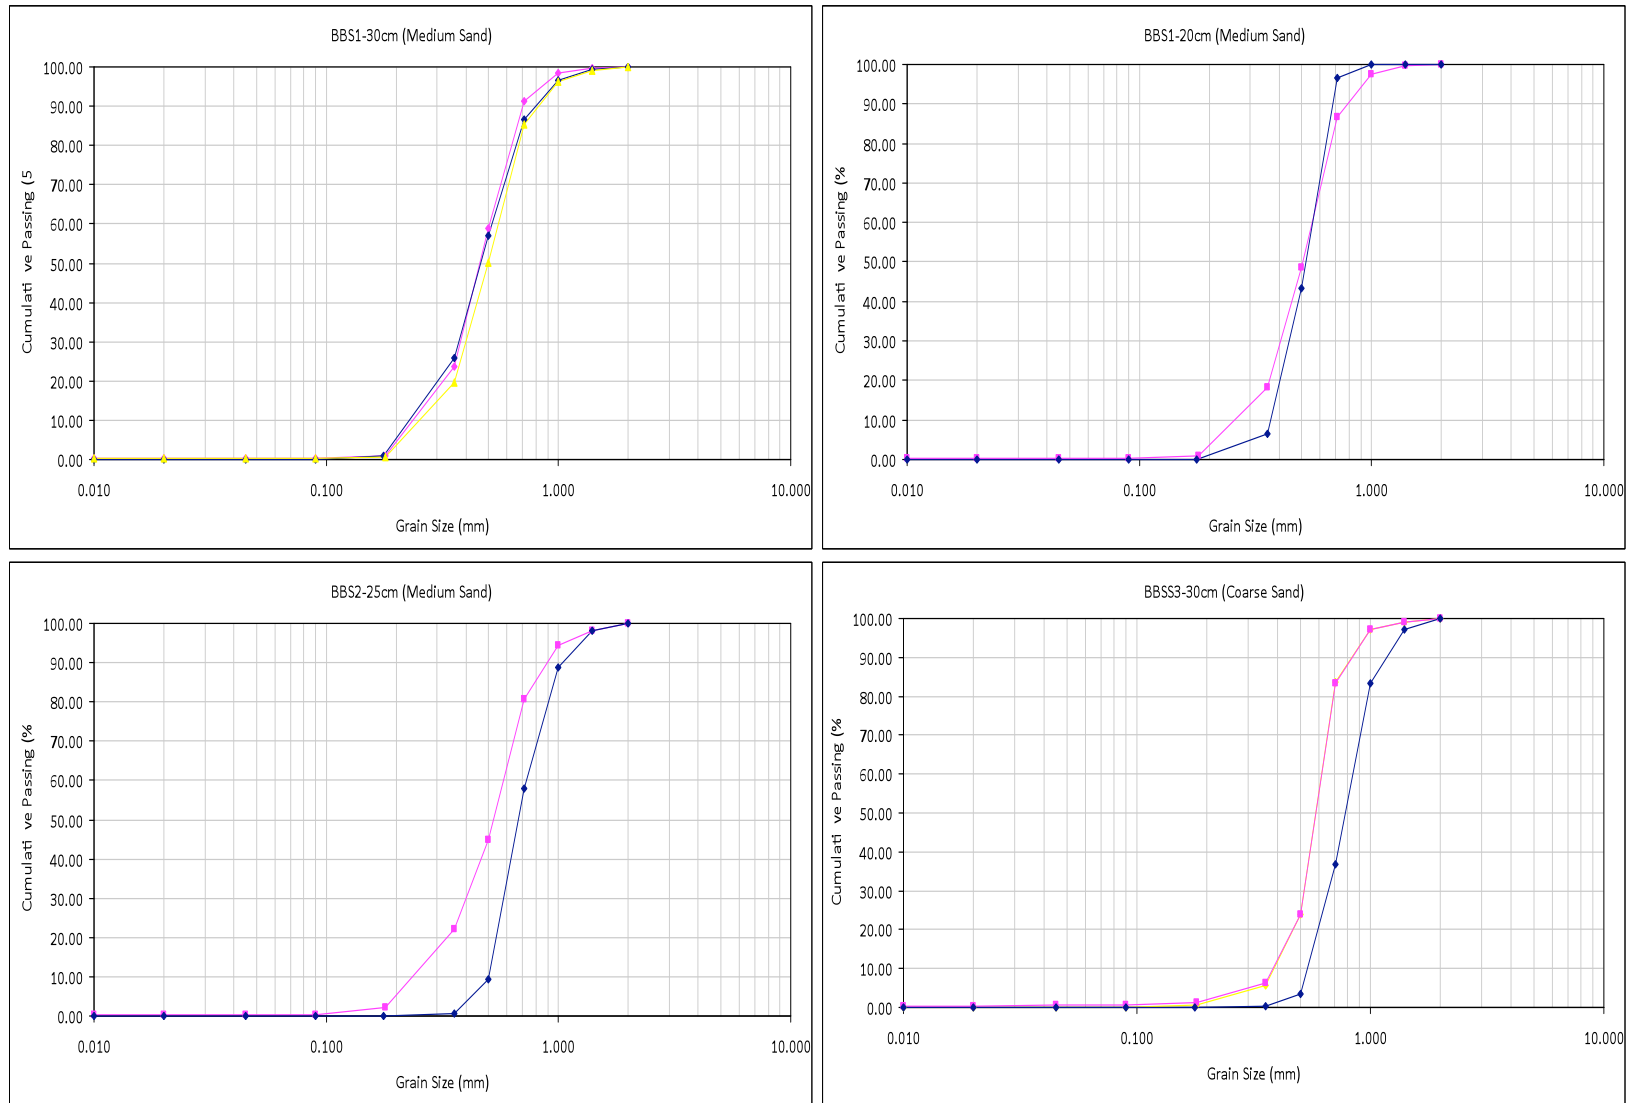 BBS1-30cm (Medium Sand)
100.00
90.00
80.00
70.00
60.00
50.00
40.00
30.00
20.00
10.00
0.00
Cumulati ve Passing (5
0.010 0.100 1.000 10.000
Grain Size (mm)
BBS1-20cm (Medium Sand)
100.00
90.00
80.00
70.00
60.00
50.00
40.00
30.00
20.00
10.00
0.00
Cumulati ve Passing (%
0.010 0.100 1.000 10.000
Grain Size (mm)
BBS2-25cm (Medium Sand)
100.00
90.00
80.00
70.00
60.00
50.00
40.00
30.00
20.00
10.00
0.00
Cumulati ve Passing (%
0.010 0.100 1.000 10.000
Grain Size (mm)
BBSS3-30cm (Coarse Sand)
100.00
90.00
80.00
70.00
60.00
50.00
40.00
30.00
20.00
10.00
0.00
Cumulati ve Passing (%
0.010 0.100 1.000 10.000
Grain Size (mm)